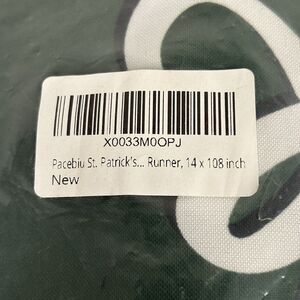 X0033M0OPJ
Pacebiu St. Patrick's... Runner, 14 x 108 inch
New